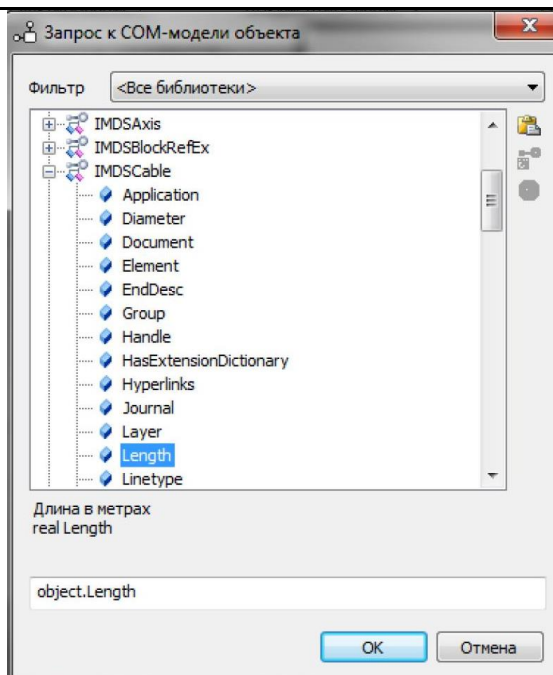 Запрос к COM-модели объекта
Фильтр <Все библиотеки>
IMDSAxis
IMDSBlockRefEx
IMDSCable
Application
Diameter
Document
Element
EndDesc
Group
Handle
HasExtensionDictionary
Hyperlinks
Journal
Layer
Length
Linetype
Длина в метрах
real Length
object.Length
OK Отмена